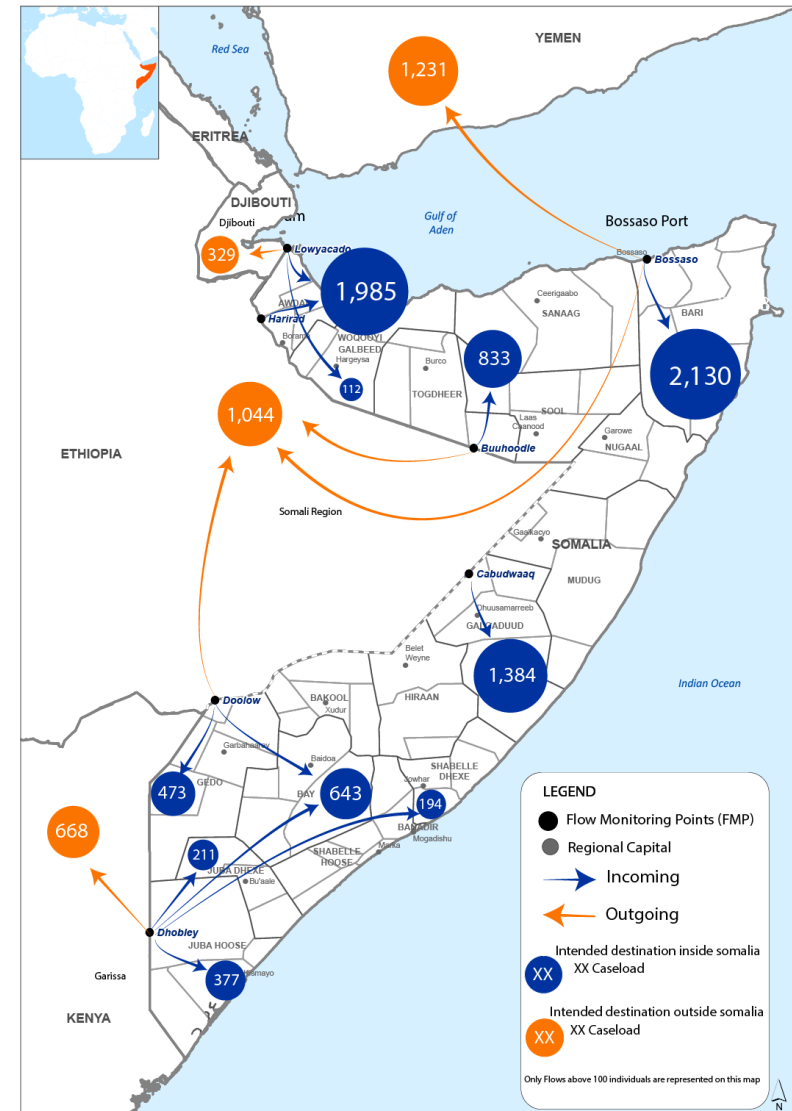 Red Sea
YEMEN
1,231
ERITREA
DJIBOUTI
Djibouti
um
Gulf of
Aden
Bossaso Port
329
Lowyacado
Bossaso
Bossaso
1,985
AWDA
Ceerigaabo
SANAAG
BARI
Harirad
Borama
WOQOOYI
GALBEED
Hargeysa
833
Burco
2,130
112
TOGDHEER
1,044
SOOL
Laas
Caanood
Garowe
NUGAAL
Buuhoodle
ETHIOPIA
Somali Region
Gaalkacyo
SOMALIA
Cabudwaaq
MUDUG
Dhuusamarreeb
GALGADUUD
Belet
Weyne
1,384
Indian Ocean
Doolow
BAKOOL
Xudur
HIRAAN
Garbahaarey
Baidoa
SHABELLE
DHEXE
GEDO
Jowhar
473
BAY
643
194
BANADIR
Mogadishu
668
211
SHABELLE
HOOSE
Marka
JUBA DHEXE
Bu'aale
Dhobley
JUBA HOOSE
Garissa
377
KENYA
LEGEND
Flow Monitoring Points (FMP)
Regional Capital
Incoming
Outgoing
Intended destination inside somalia
XX
XX Caseload
Intended destination outside somalia
XX
XX Caseload
Only Flows above 100 individuals are represented on this map
N